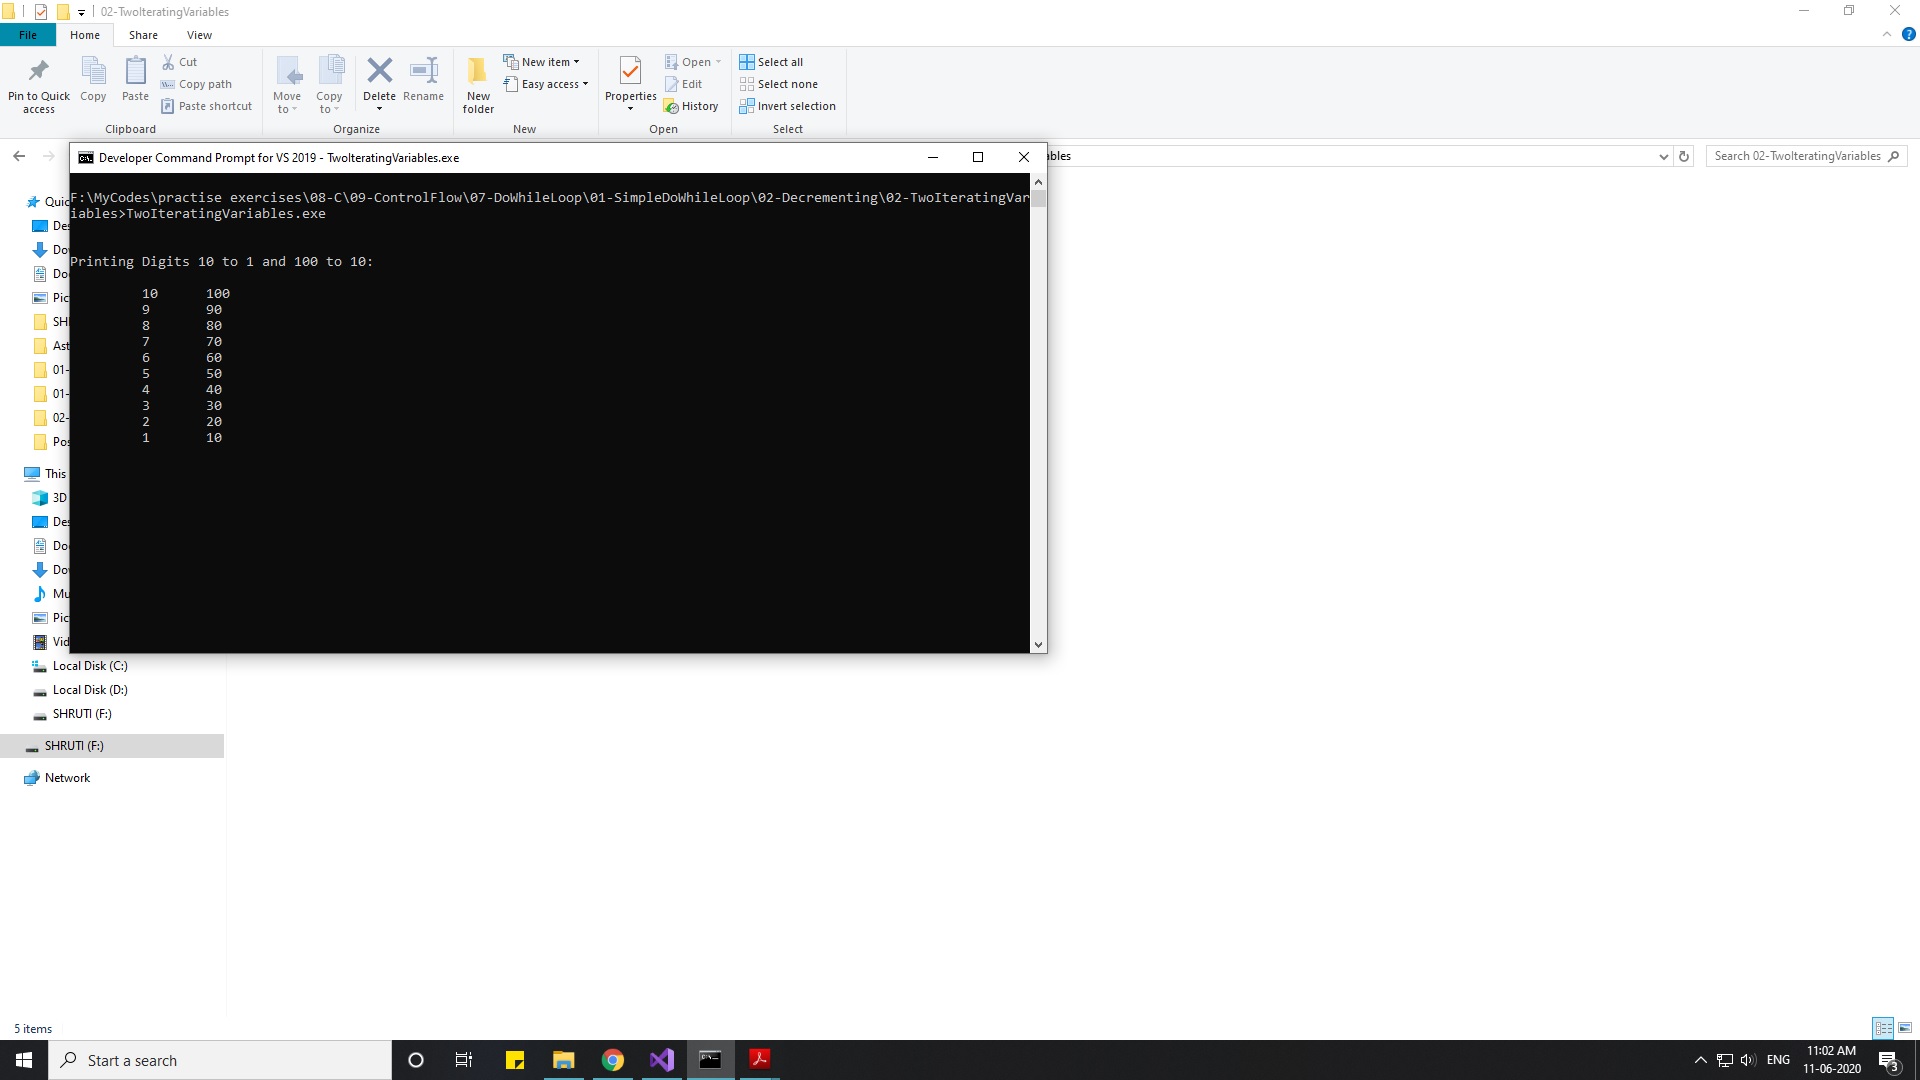 02-TwoIteratingVariables
File Home Share View
Pin to Quick access
Copy
Paste
Cut
Copy path
Paste shortcut
Clipboard
Move to
Copy to
Delete
Rename
Organize
New folder
New item
Easy access
New
Properties
Open
Edit
History
Open
Select all
Select none
Invert selection
Select
Developer Command Prompt for VS 2019 - TwoIteratingVariables.exe
ables
Search 02-TwoIteratingVariables
F:\MyCodes\practise exercises\08-C\09-ControlFlow\07-DoWhileLoop\01-SimpleDoWhileLoop\02-Decrementing\02-TwoIteratingVar
iables>TwoIteratingVariables.exe
Printing Digits 10 to 1 and 100 to 10:
10 100
9 90
8 80
7 70
6 60
5 50
4 40
3 30
2 20
1 10
Quic
Des
Do
Pic
SH
Ast
01-
01-
02-
Pos
This
3D
Des
Do
Mu
Pic
Vid
Local Disk (C:)
Local Disk (D:)
SHRUTI (F:)
SHRUTI (F:)
Network
5 items
Start a search
ENG
11:02 AM
11-06-2020
3